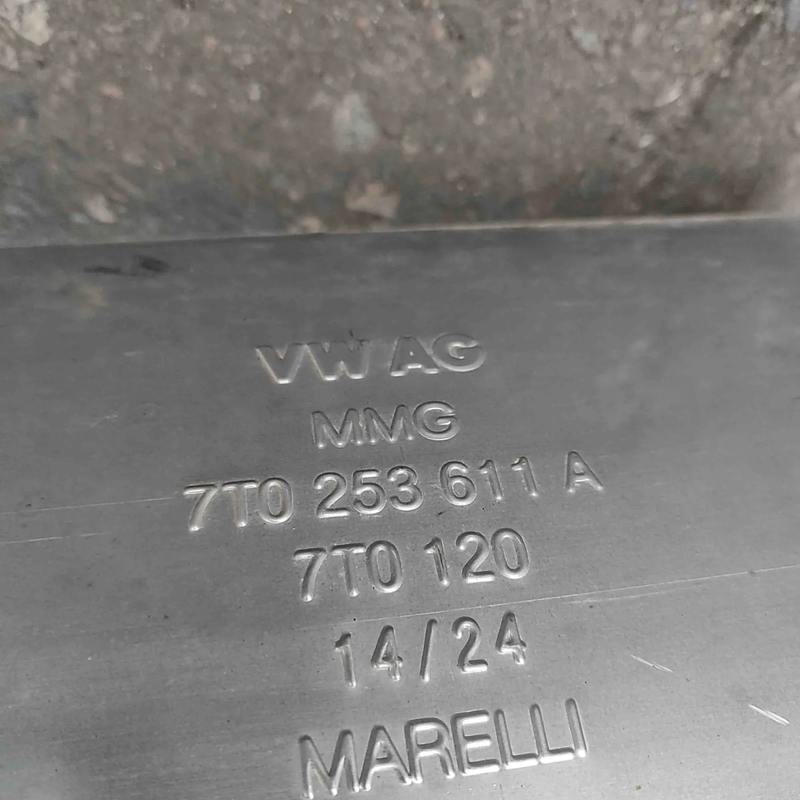 VW AG
MMG
7T0 253 611 A
7T0 120
14/24
MARELLI